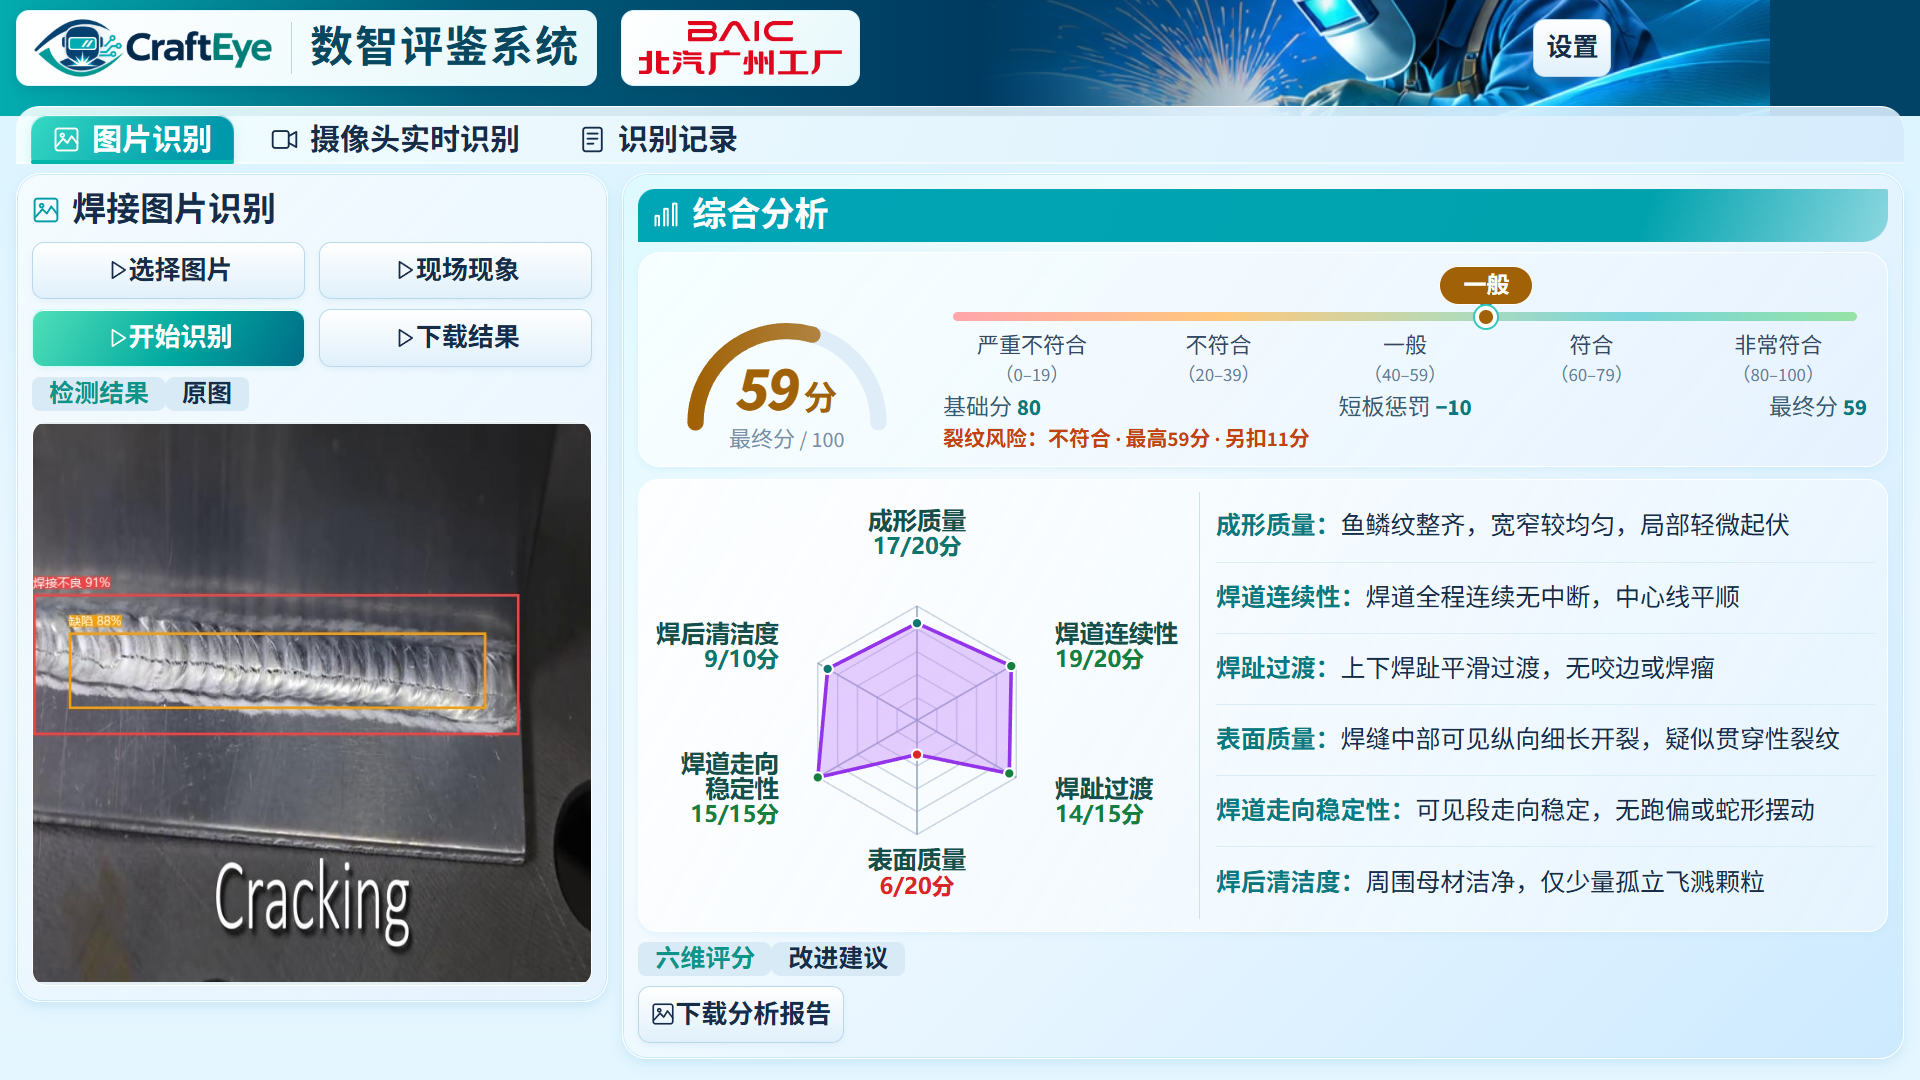 CraftEye
数智评鉴系统
BAIC
北汽广州工厂
设置
图片识别
摄像头实时识别
识别记录
焊接图片识别
选择图片
现场现象
开始识别
下载结果
检测结果
原图
焊接不良 91%
缺陷 88%
Cracking
综合分析
59分
最终分 / 100
一般
严重不符合
(0–19)
不符合
(20–39)
一般
(40–59)
符合
(60–79)
非常符合
(80–100)
基础分 80
短板惩罚 −10
最终分 59
裂纹风险：不符合 · 最高59分 · 另扣11分
成形质量
17/20分
焊道连续性
19/20分
焊趾过渡
14/15分
表面质量
6/20分
焊道走向
稳定性
15/15分
焊后清洁度
9/10分
成形质量：鱼鳞纹整齐，宽窄较均匀，局部轻微起伏
焊道连续性：焊道全程连续无中断，中心线平顺
焊趾过渡：上下焊趾平滑过渡，无咬边或焊瘤
表面质量：焊缝中部可见纵向细长开裂，疑似贯穿性裂纹
焊道走向稳定性：可见段走向稳定，无跑偏或蛇形摆动
焊后清洁度：周围母材洁净，仅少量孤立飞溅颗粒
六维评分
改进建议
下载分析报告